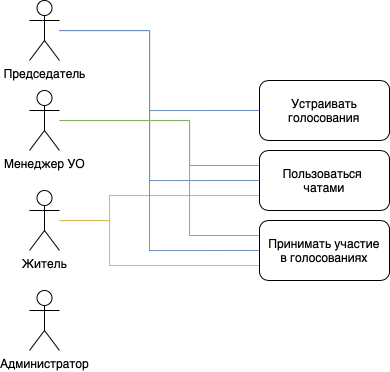 Председатель
Менеджер УО
Житель
Администратор
Устраивать
голосования
Пользоваться
чатами
Принимать участие
в голосованиях